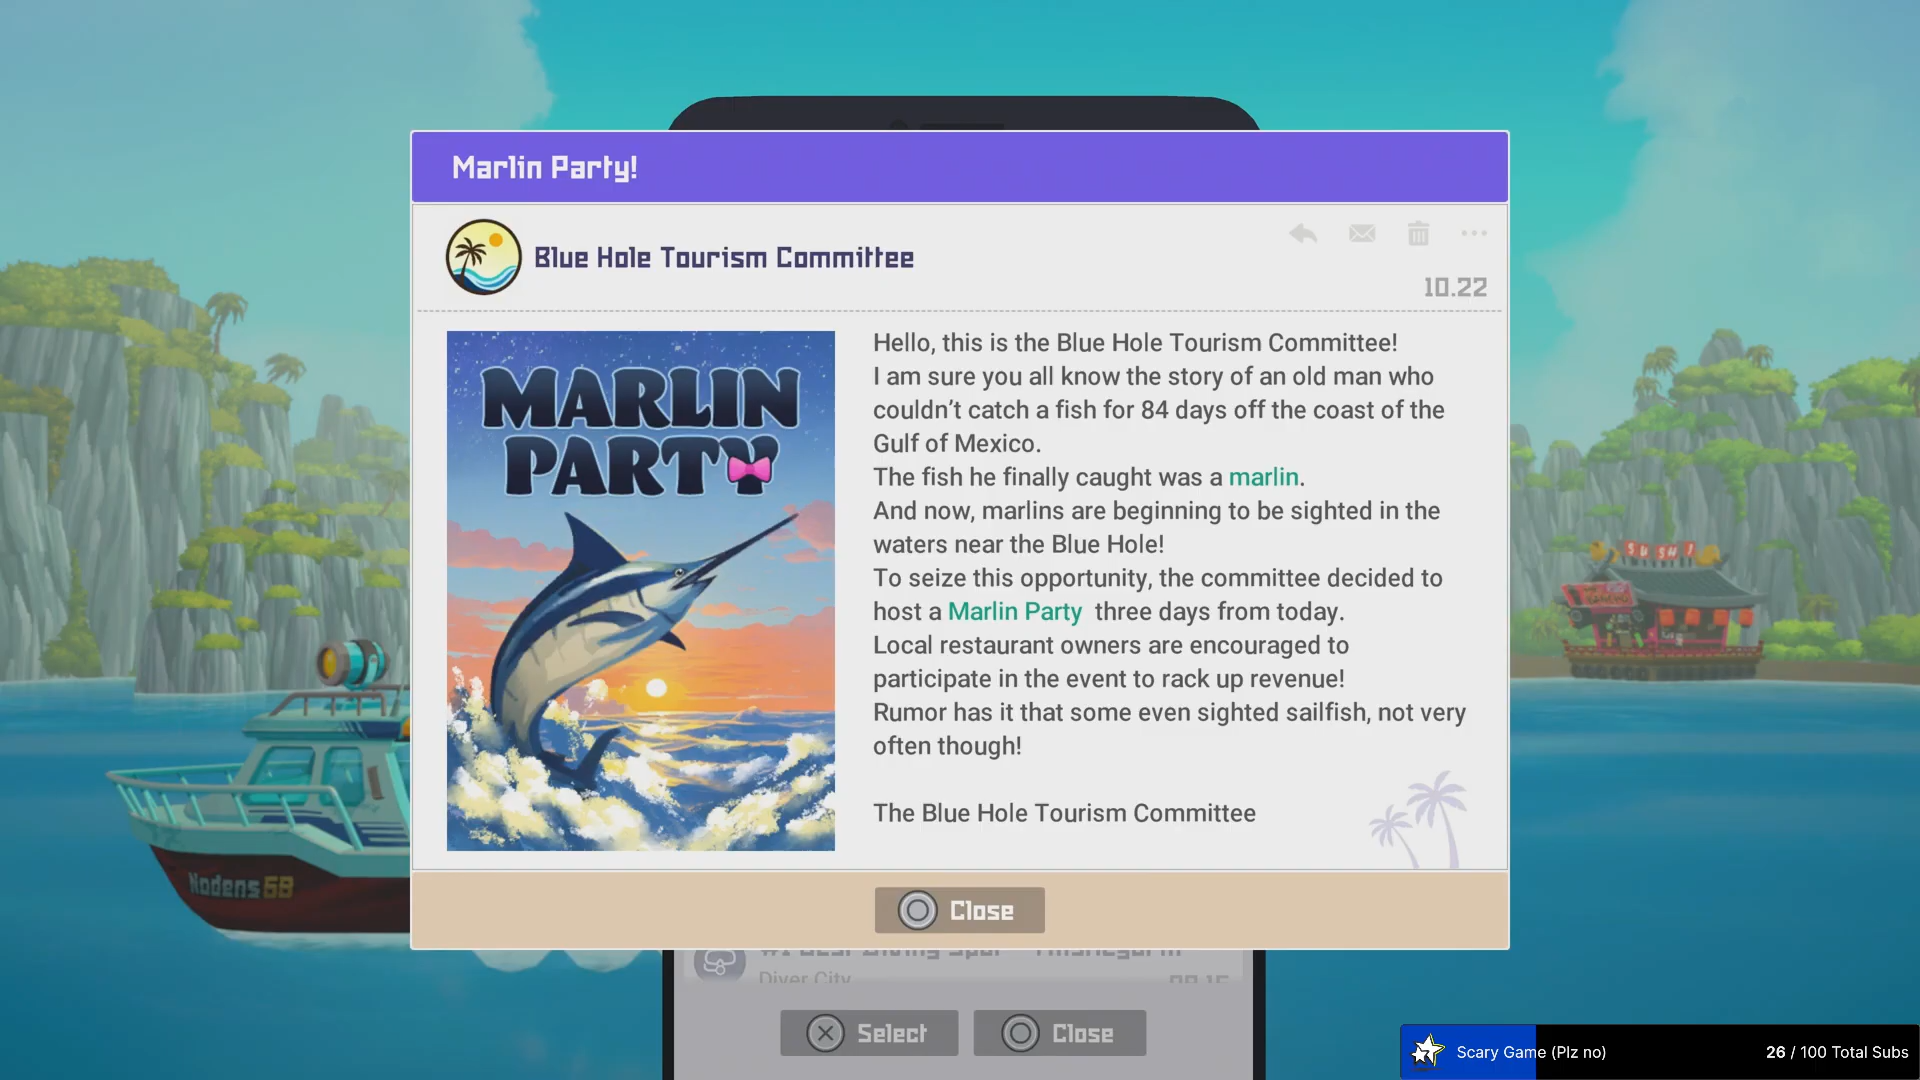 Marlin Party!
Blue Hole Tourism Committee
10.22
MARLIN
PARTY
Hello, this is the Blue Hole Tourism Committee!
I am sure you all know the story of an old man who
couldn't catch a fish for 84 days off the coast of the
Gulf of Mexico.
The fish he finally caught was a marlin.
And now, marlins are beginning to be sighted in the
waters near the Blue Hole!
To seize this opportunity, the committee decided to
host a Marlin Party three days from today.
Local restaurant owners are encouraged to
participate in the event to rack up revenue!
Rumor has it that some even sighted sailfish, not very
often though!
The Blue Hole Tourism Committee
SUSHI
Nodens68
Close
Diver City
Select
Close
Scary Game (Plz no)
26 / 100 Total Subs